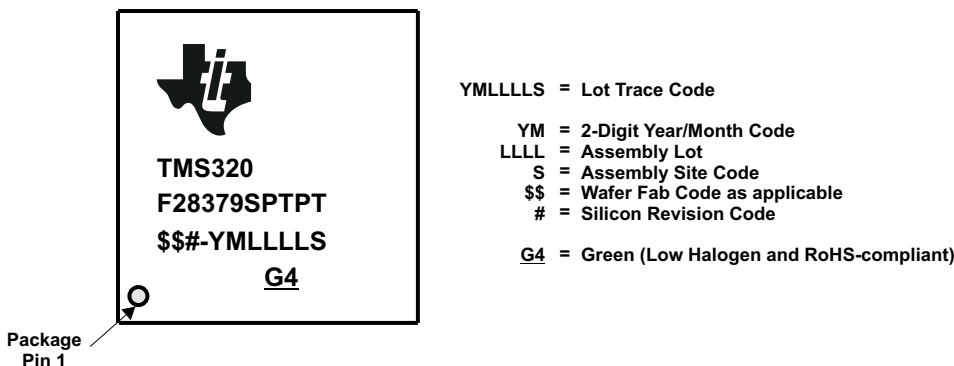 TMS320
F28379SPTPT
$$#-YMLLLLS
G4
Package
Pin 1
YMLLLLS = Lot Trace Code
YM = 2-Digit Year/Month Code
LLLL = Assembly Lot
S = Assembly Site Code
$$ = Wafer Fab Code as applicable
# = Silicon Revision Code
G4 = Green (Low Halogen and RoHS-compliant)